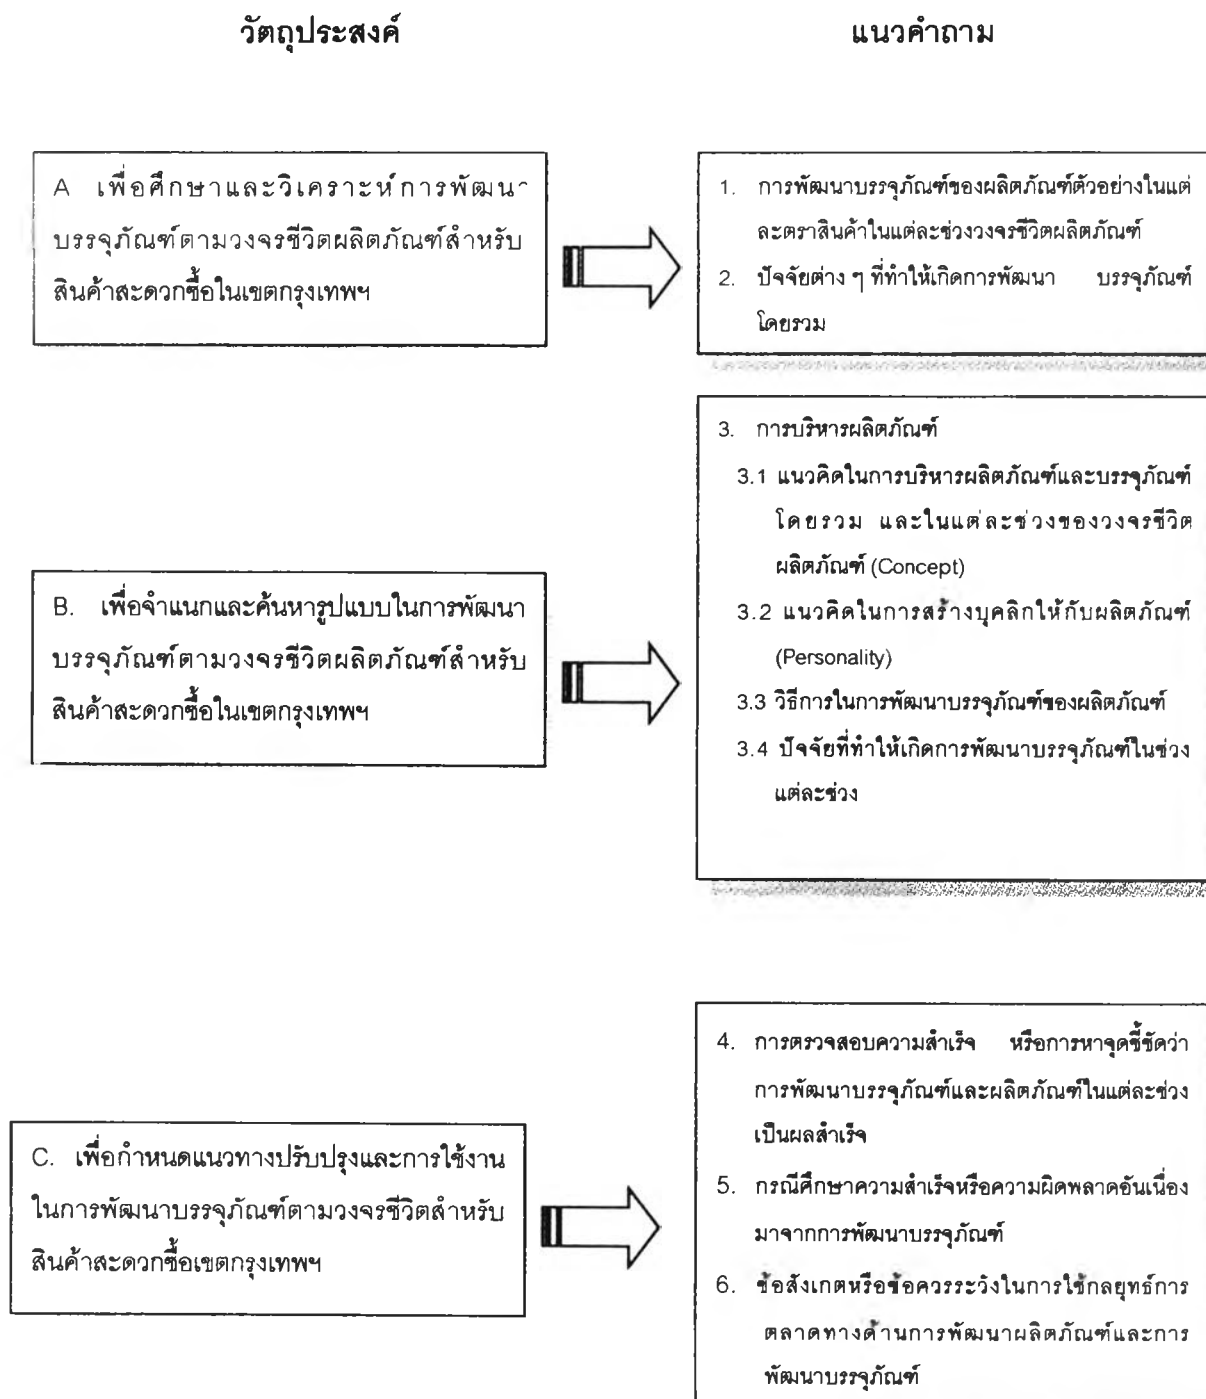 วัตถุประสงค์
แนวคำถาม
A เพื่อศึกษาและวิเคราะห์การพัฒนา
บรรจุภัณฑ์ตามวงจรชีวิตผลิตภัณฑ์สำหรับ
สินค้าสะดวกซื้อในเขตกรุงเทพฯ
1. การพัฒนาบรรจุภัณฑ์ของผลิตภัณฑ์ตัวอย่างในแต่
ละตราสินค้าในแต่ละช่วงวงจรชีวิตผลิตภัณฑ์
2. ปัจจัยต่าง ๆ ที่ทำให้เกิดการพัฒนา บรรจุภัณฑ์
โดยรวม
B. เพื่อจำแนกและค้นหารูปแบบในการพัฒนา
บรรจุภัณฑ์ตามวงจรชีวิตผลิตภัณฑ์สำหรับ
สินค้าสะดวกซื้อในเขตกรุงเทพฯ
3. การบริหารผลิตภัณฑ์
3.1 แนวคิดในการบริหารผลิตภัณฑ์และบรรจุภัณฑ์
โดยรวม และในแต่ละช่วงของวงจรชีวิต
ผลิตภัณฑ์ (Concept)
3.2 แนวคิดในการสร้างบุคลิกให้กับผลิตภัณฑ์
(Personality)
3.3 วิธีการในการพัฒนาบรรจุภัณฑ์ของผลิตภัณฑ์
3.4 ปัจจัยที่ทำให้เกิดการพัฒนาบรรจุภัณฑ์ในช่วง
แต่ละช่วง
C. เพื่อกำหนดแนวทางปรับปรุงและการใช้งาน
ในการพัฒนาบรรจุภัณฑ์ตามวงจรชีวิตสำหรับ
สินค้าสะดวกซื้อเขตกรุงเทพฯ
4. การตรวจสอบความสำเร็จ หรือการหาจุดชี้ชัดว่า
การพัฒนาบรรจุภัณฑ์และผลิตภัณฑ์ในแต่ละช่วง
เป็นผลสำเร็จ
5. กรณีศึกษาความสำเร็จหรือความผิดพลาดอันเนื่อง
มาจากการพัฒนาบรรจุภัณฑ์
6. ข้อสังเกตหรือข้อควรระวังในการใช้กลยุทธ์การ
ตลาดทางด้านการพัฒนาผลิตภัณฑ์และการ
พัฒนาบรรจุภัณฑ์